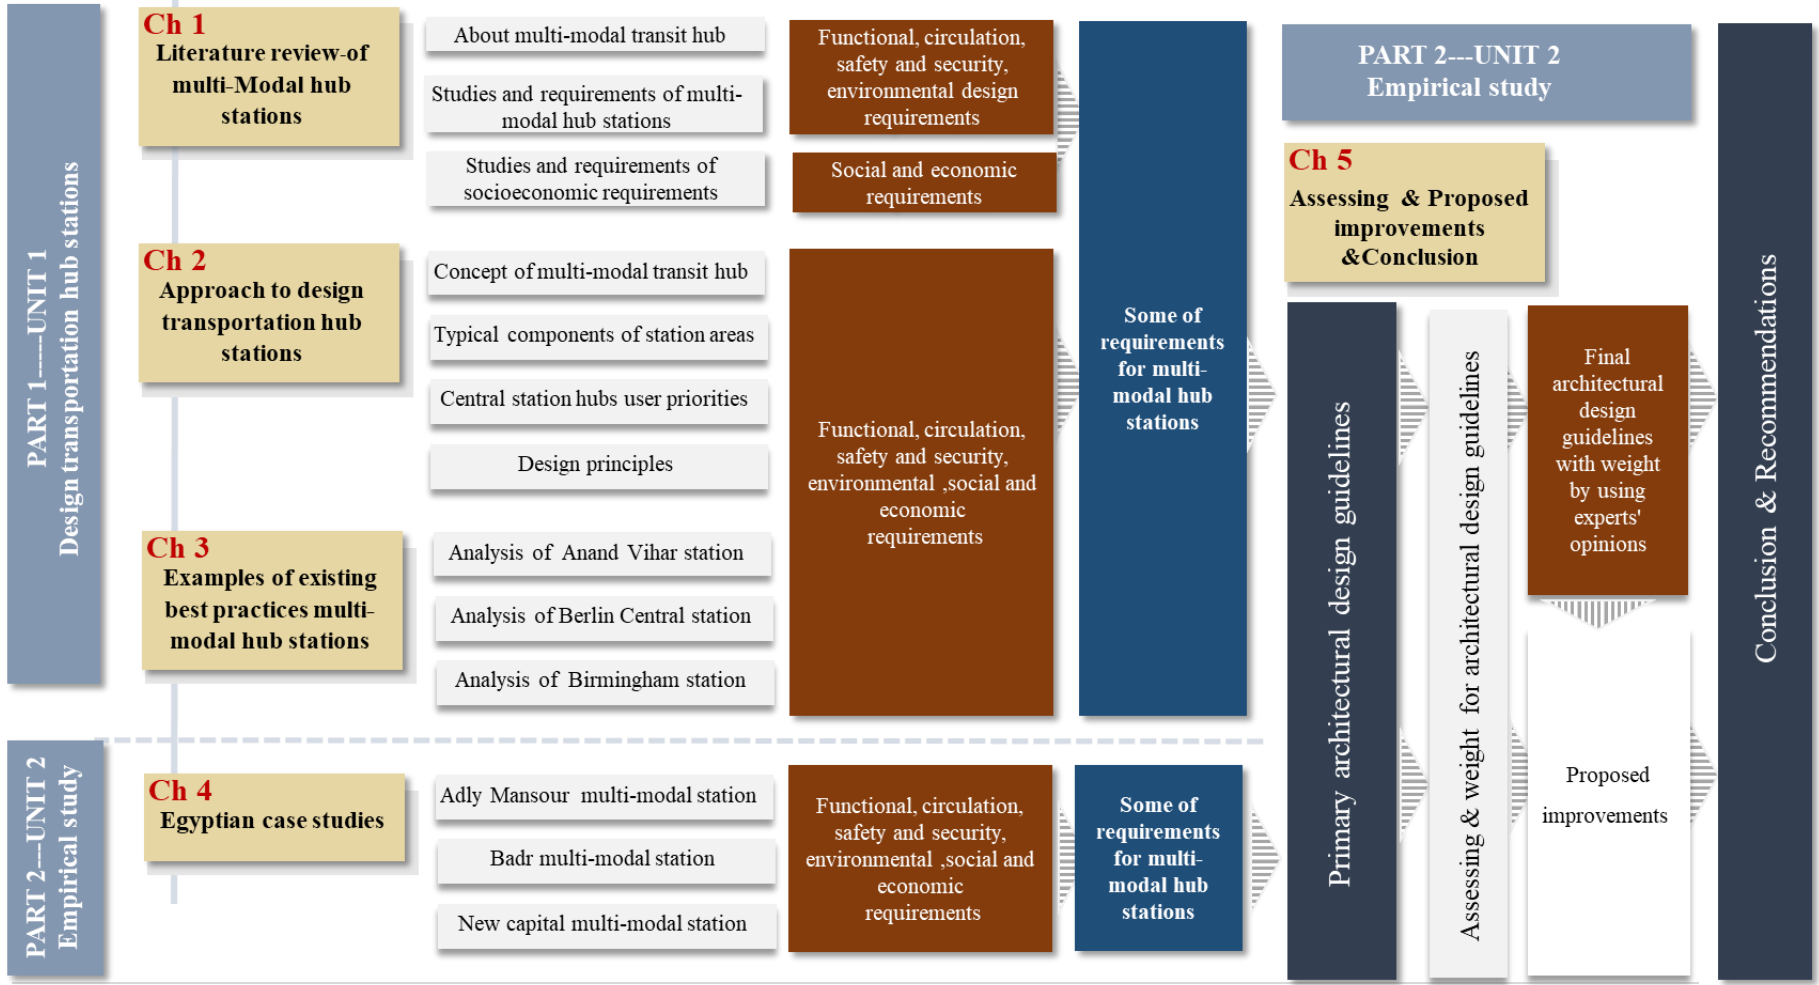 PART 1-----UNIT 1
Design transportation hub stations
Ch 1
Literature review-of
multi-Modal hub
stations
About multi-modal transit hub
Studies and requirements of multi-
modal hub stations
Studies and requirements of
socioeconomic requirements
Functional, circulation,
safety and security,
environmental design
requirements
Social and economic
requirements
Ch 2
Approach to design
transportation hub
stations
Concept of multi-modal transit hub
Typical components of station areas
Central station hubs user priorities
Design principles
Ch 3
Examples of existing
best practices multi-
modal hub stations
Analysis of Anand Vihar station
Analysis of Berlin Central station
Analysis of Birmingham station
Functional, circulation,
safety and security,
environmental ,social and
economic
requirements
Some of
requirements
for multi-
modal hub
stations
PART 2---UNIT 2
Empirical study
Ch 4
Egyptian case studies
Adly Mansour multi-modal station
Badr multi-modal station
New capital multi-modal station
Functional, circulation,
safety and security,
environmental ,social and
economic
requirements
Some of
requirements
for multi-
modal hub
stations
PART 2---UNIT 2
Empirical study
Ch 5
Assessing & Proposed
improvements
&Conclusion
Primary architectural design guidelines
Assessing & weight for architectural design guidelines
Final
architectural
design
guidelines
with weight
by using
experts'
opinions
Proposed
improvements
Conclusion & Recommendations